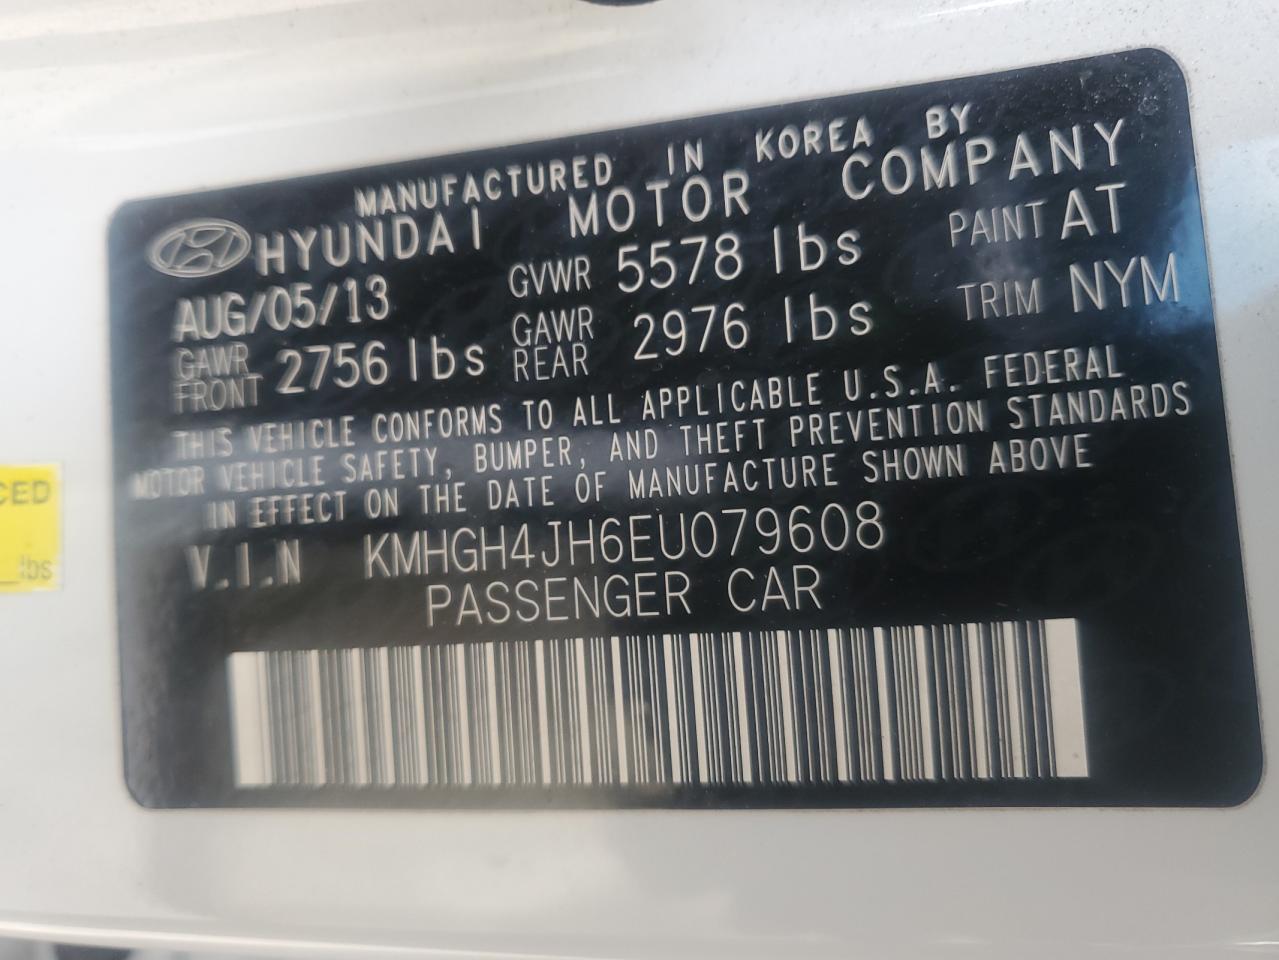 MANUFACTURED IN KOREA BY
HYUNDAI MOTOR COMPANY
AUG/05/13 GVWR 5578 lbs PAINT AT
GAWR FRONT 2756 lbs GAWR REAR 2976 lbs TRIM NYM
THIS VEHICLE CONFORMS TO ALL APPLICABLE U.S.A. FEDERAL
MOTOR VEHICLE SAFETY, BUMPER, AND THEFT PREVENTION STANDARDS
IN EFFECT ON THE DATE OF MANUFACTURE SHOWN ABOVE
V.I.N KMHGH4JH6EU079608
PASSENGER CAR
CED
lbs